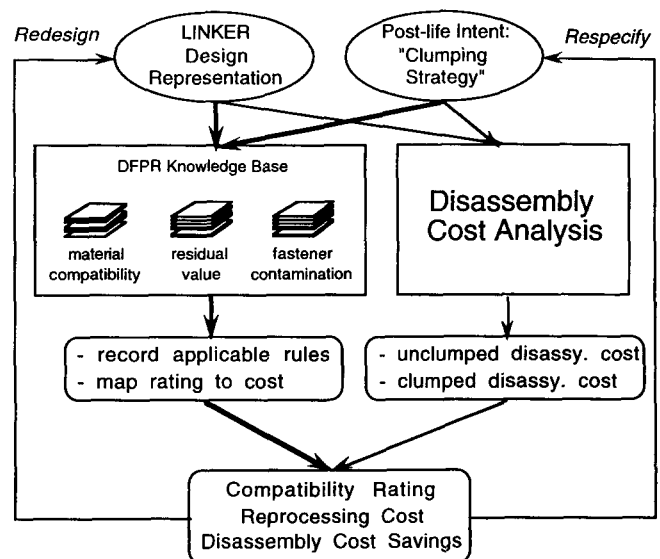 Redesign
LINKER
Design
Representation
Post-life Intent:
"Clumping
Strategy"
Respecify
DFPR Knowledge Base
material
compatibility
residual
value
fastener
contamination
Disassembly
Cost Analysis
- record applicable rules
- map rating to cost
- unclumped disassy. cost
- clumped disassy. cost
Compatibility Rating
Reprocessing Cost
Disassembly Cost Savings